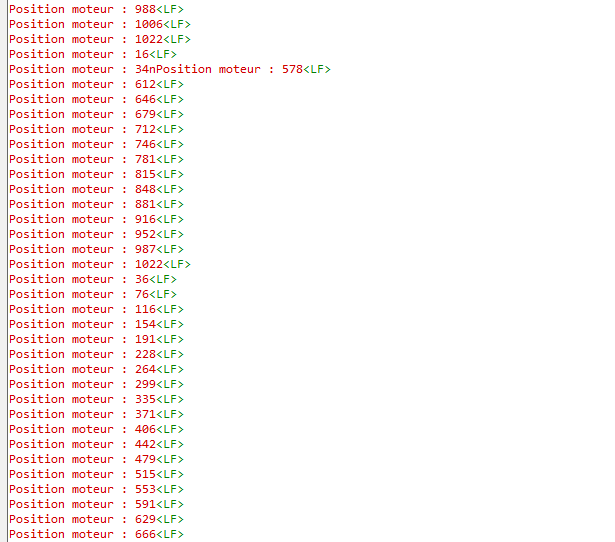 Position moteur : 988<LF>
Position moteur : 1006<LF>
Position moteur : 1022<LF>
Position moteur : 16<LF>
Position moteur : 34nPosition moteur : 578<LF>
Position moteur : 612<LF>
Position moteur : 646<LF>
Position moteur : 679<LF>
Position moteur : 712<LF>
Position moteur : 746<LF>
Position moteur : 781<LF>
Position moteur : 815<LF>
Position moteur : 848<LF>
Position moteur : 881<LF>
Position moteur : 916<LF>
Position moteur : 952<LF>
Position moteur : 987<LF>
Position moteur : 1022<LF>
Position moteur : 36<LF>
Position moteur : 76<LF>
Position moteur : 116<LF>
Position moteur : 154<LF>
Position moteur : 191<LF>
Position moteur : 228<LF>
Position moteur : 264<LF>
Position moteur : 299<LF>
Position moteur : 335<LF>
Position moteur : 371<LF>
Position moteur : 406<LF>
Position moteur : 442<LF>
Position moteur : 479<LF>
Position moteur : 515<LF>
Position moteur : 553<LF>
Position moteur : 591<LF>
Position moteur : 629<LF>
Position moteur : 666<LF>